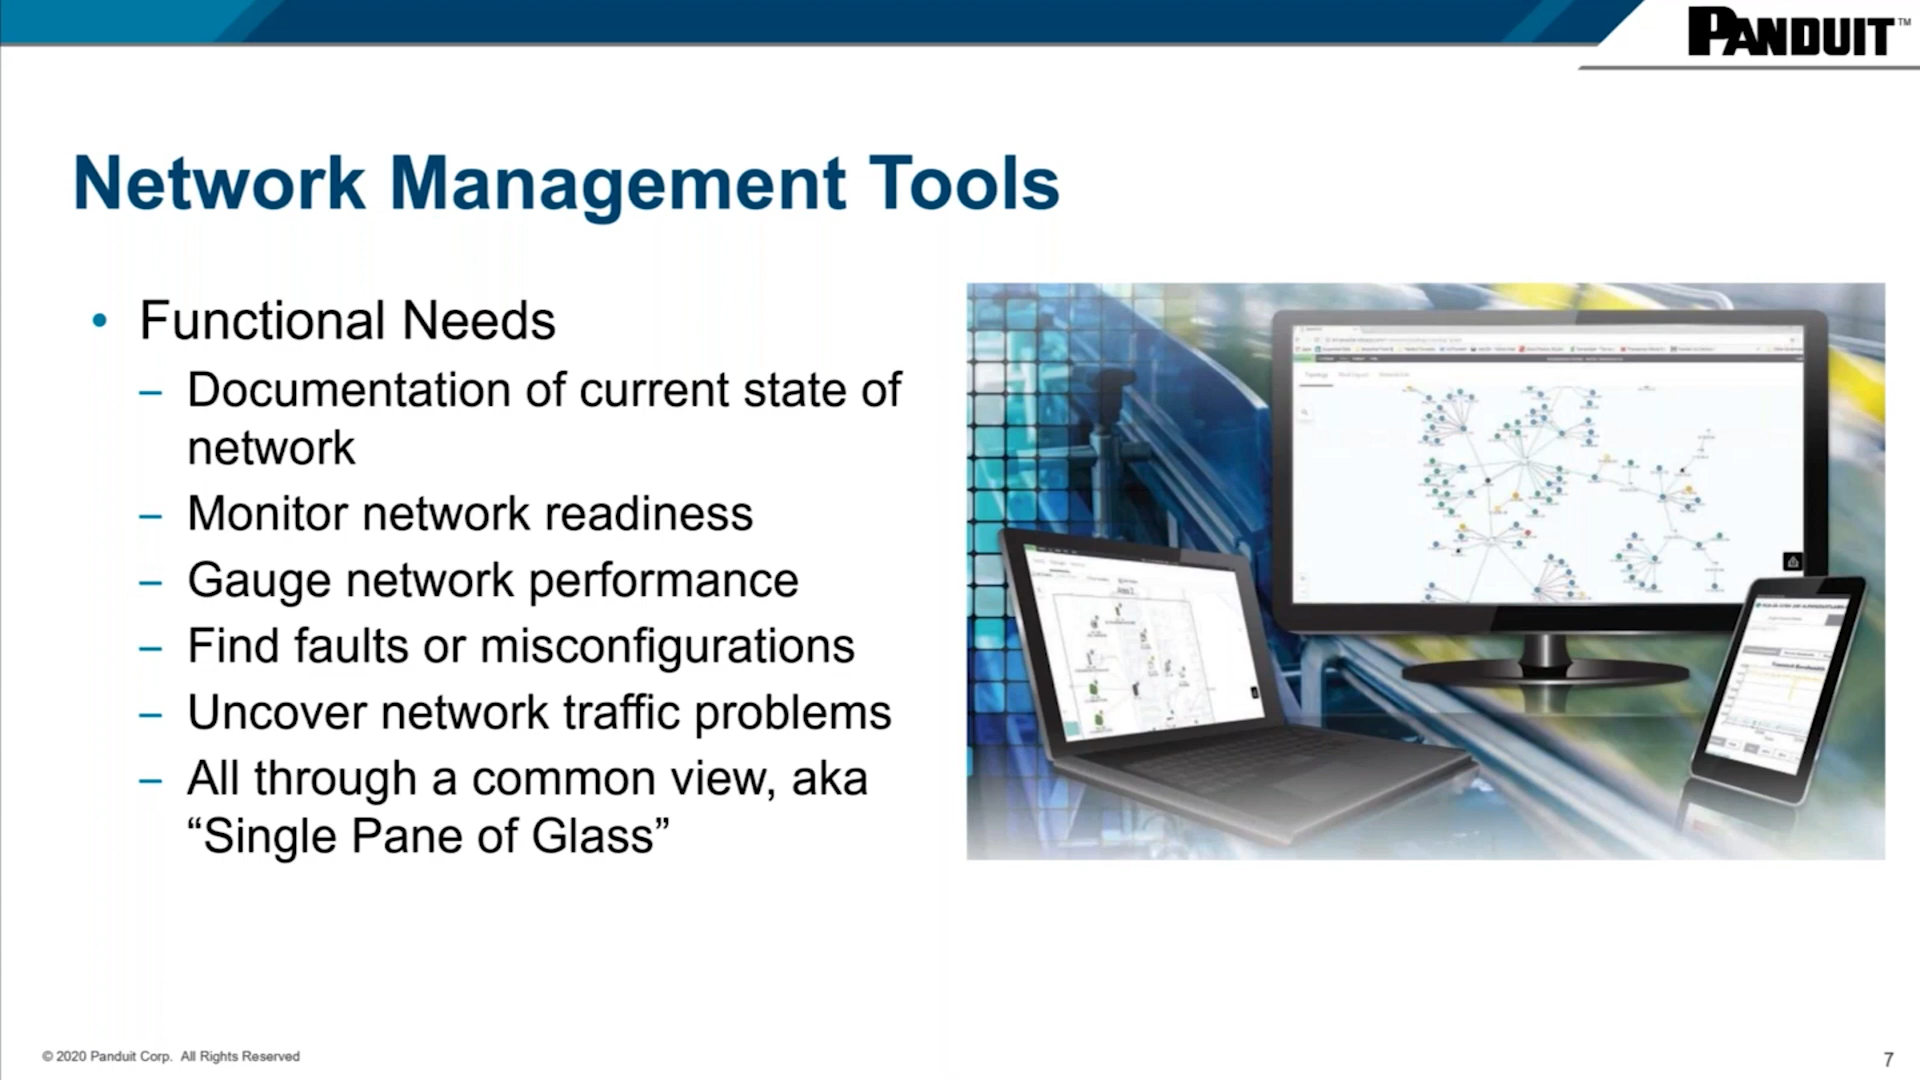 PANDUIT™
Network Management Tools
• Functional Needs
– Documentation of current state of
network
– Monitor network readiness
– Gauge network performance
– Find faults or misconfigurations
– Uncover network traffic problems
– All through a common view, aka
“Single Pane of Glass”
Topology
© 2020 Panduit Corp. All Rights Reserved
7